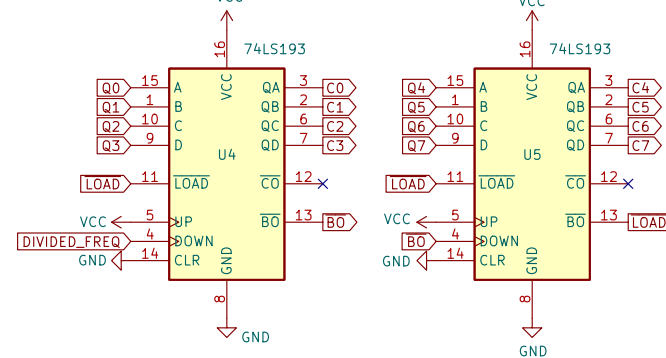 VCC VCC
16 74LS193 16 74LS193
Q0 15 A VCC QA 3 C0 Q4 15 A VCC QA 3 C4
Q1 1 B QB 2 C1 Q5 1 B QB 2 C5
Q2 10 C QC 6 C2 Q6 10 C QC 6 C6
Q3 9 D QD 7 C3 Q7 9 D QD 7 C7
U4 U5
LOAD 11 LOAD CO 12 LOAD 11 LOAD CO 12
VCC 5 UP BO 13 BO VCC 5 UP BO 13 LOAD
DIVIDED_FREQ 4 DOWN BO 4 DOWN
GND 14 CLR GND GND 14 CLR GND
8 8
GND GND